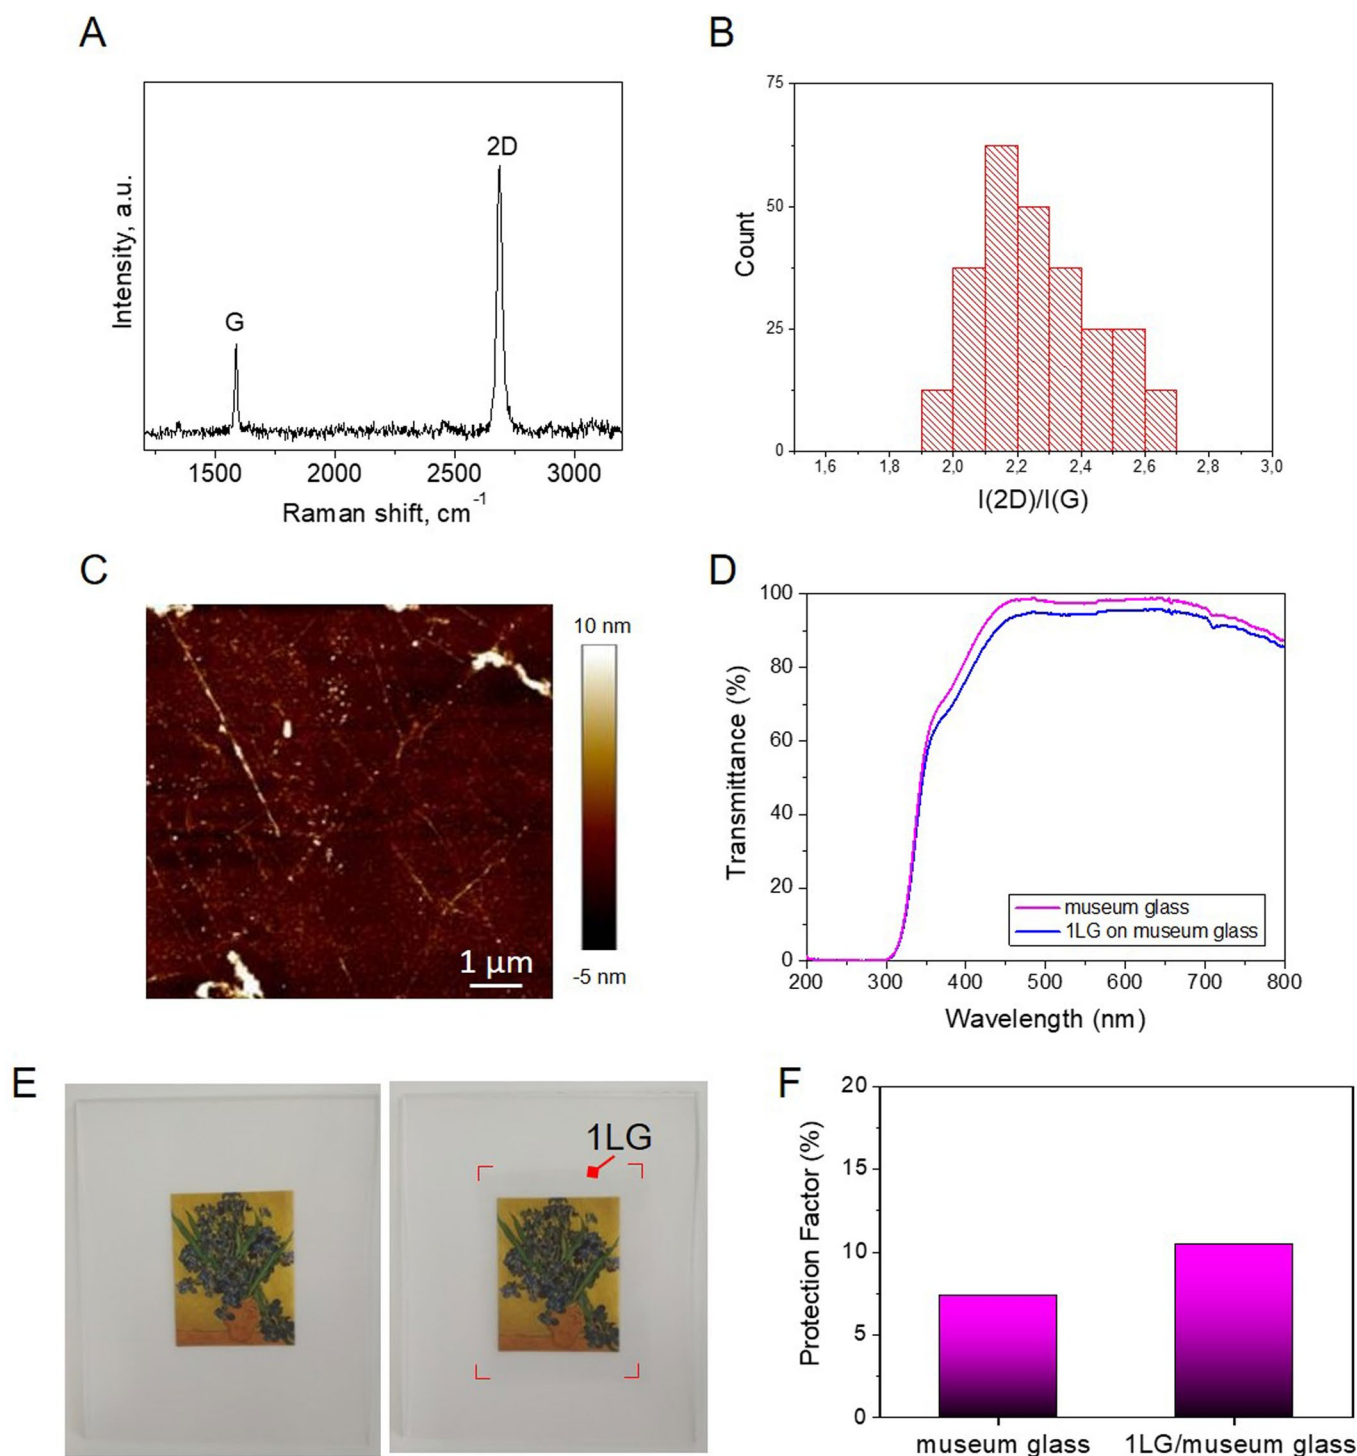 A
2D
G
Intensity, a.u.
1500 2000 2500 3000
Raman shift, cm⁻¹
B
75
50
25
0
Count
1,6 1,8 2,0 2,2 2,4 2,6 2,8 3,0
I(2D)/I(G)
C
10 nm
-5 nm
1 µm
D
100
80
60
40
20
0
Transmittance (%)
museum glass
1LG on museum glass
200 300 400 500 600 700 800
Wavelength (nm)
E
1LG
F
20
15
10
5
0
Protection Factor (%)
museum glass 1LG/museum glass